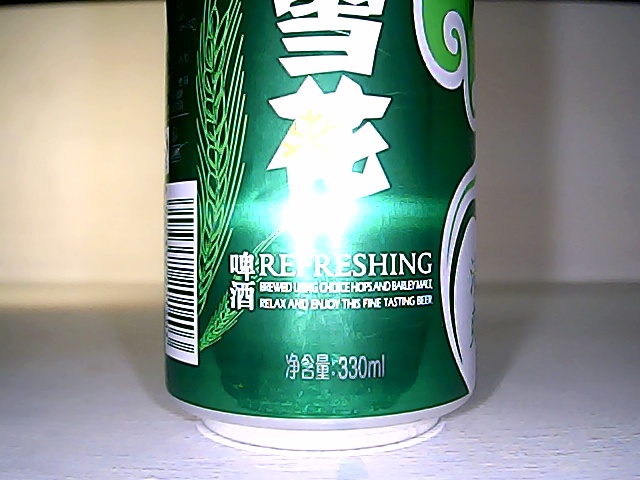 雪花
啤酒
REFRESHING
BREWED USING CHOICE HOPS AND BARLEY MALT,
RELAX AND ENJOY THIS FINE TASTING BEER
净含量:330ml